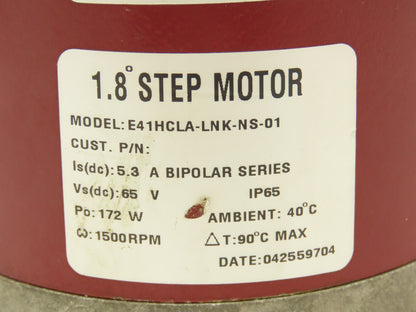 1.8° STEP MOTOR
MODEL: E41HCLA-LNK-NS-01
CUST. P/N:
Is(dc): 5.3 A BIPOLAR SERIES
Vs(dc): 65 V IP65
Po: 172 W AMBIENT: 40°C
ω: 1500RPM △T: 90°C MAX
DATE: 042559704